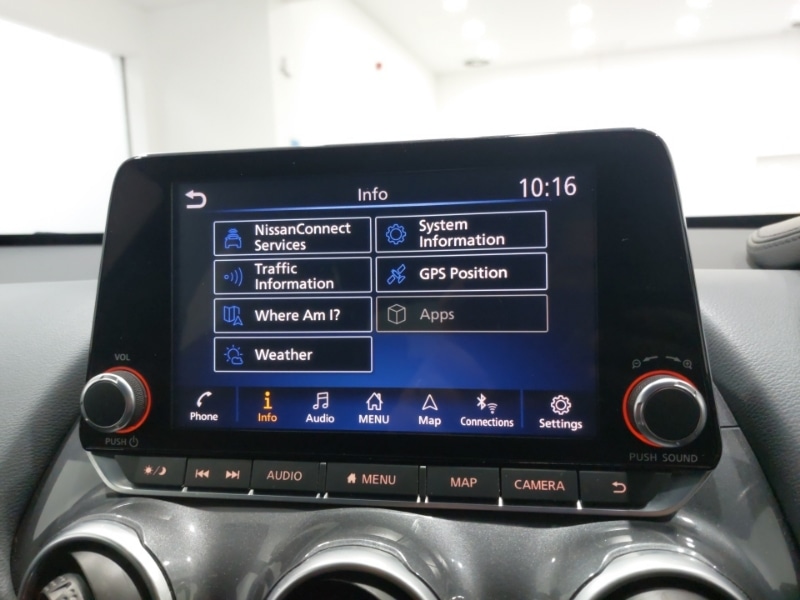 Info
10:16
NissanConnect
Services
System
Information
Traffic
Information
GPS Position
Where Am I?
Apps
Weather
Phone
Info
Audio
MENU
Map
Connections
Settings
VOL
PUSH
PUSH SOUND
AUDIO
MENU
MAP
CAMERA